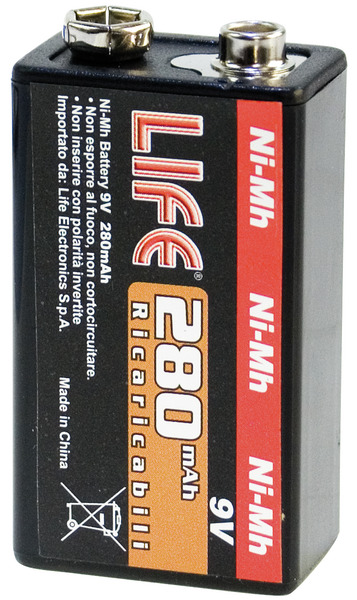 Ni-Mh Ni-Mh Ni-Mh
LIFE®
280 mAh
9V
Ricaricabili
Ni-Mh Battery 9V 280mAh
• Non esporre al fuoco, non cortocircuitare.
• Non inserire con polarità invertite
Importato da: Life Electronics S.p.A.
Made in China